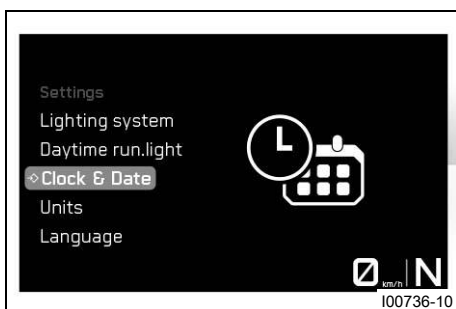 Settings
Lighting system
Daytime run.light
Clock & Date
Units
Language
0 km/h N
I00736-10